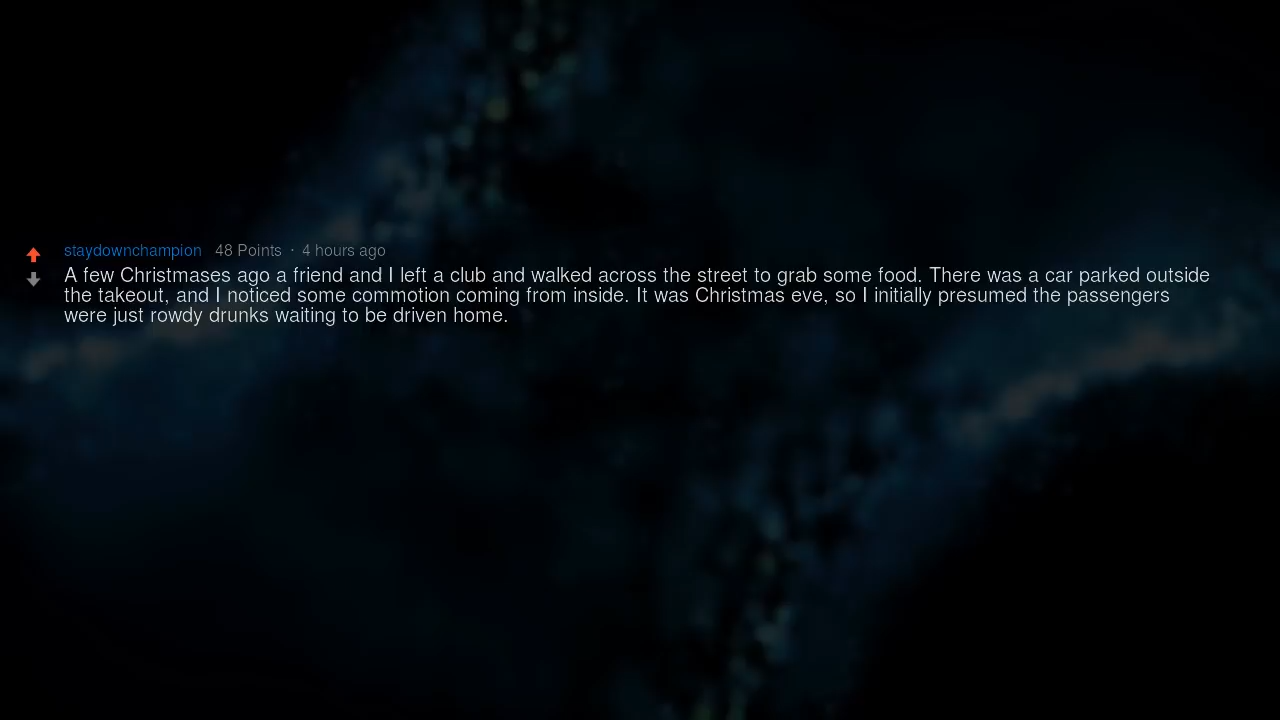 staydownchampion 48 Points · 4 hours ago
A few Christmases ago a friend and I left a club and walked across the street to grab some food. There was a car parked outside
the takeout, and I noticed some commotion coming from inside. It was Christmas eve, so I initially presumed the passengers
were just rowdy drunks waiting to be driven home.